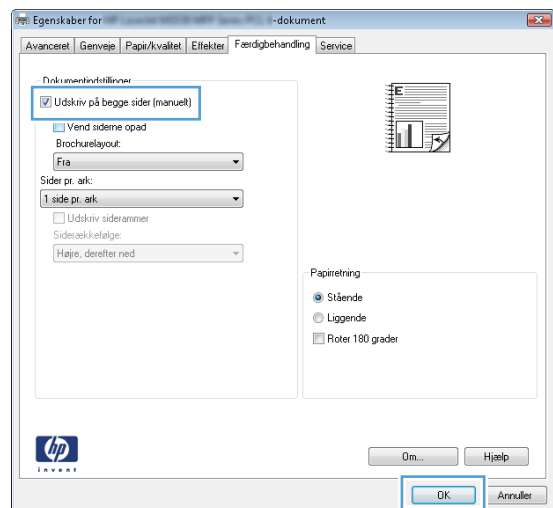 Egenskaber for -dokument
Avanceret Genveje Papir/kvalitet Effekter Færdigbehandling Service
Dokumentindstillinger
Udskriv på begge sider (manuelt)
Vend siderne opad
Brochurelayout:
Fra
Sider pr. ark:
1 side pr. ark
Udskriv siderammer
Siderækkefølge:
Højre, derefter ned
E
Papirretning
Stående
Liggende
Roter 180 grader
hp
invent
Om... Hjælp
OK Annuller